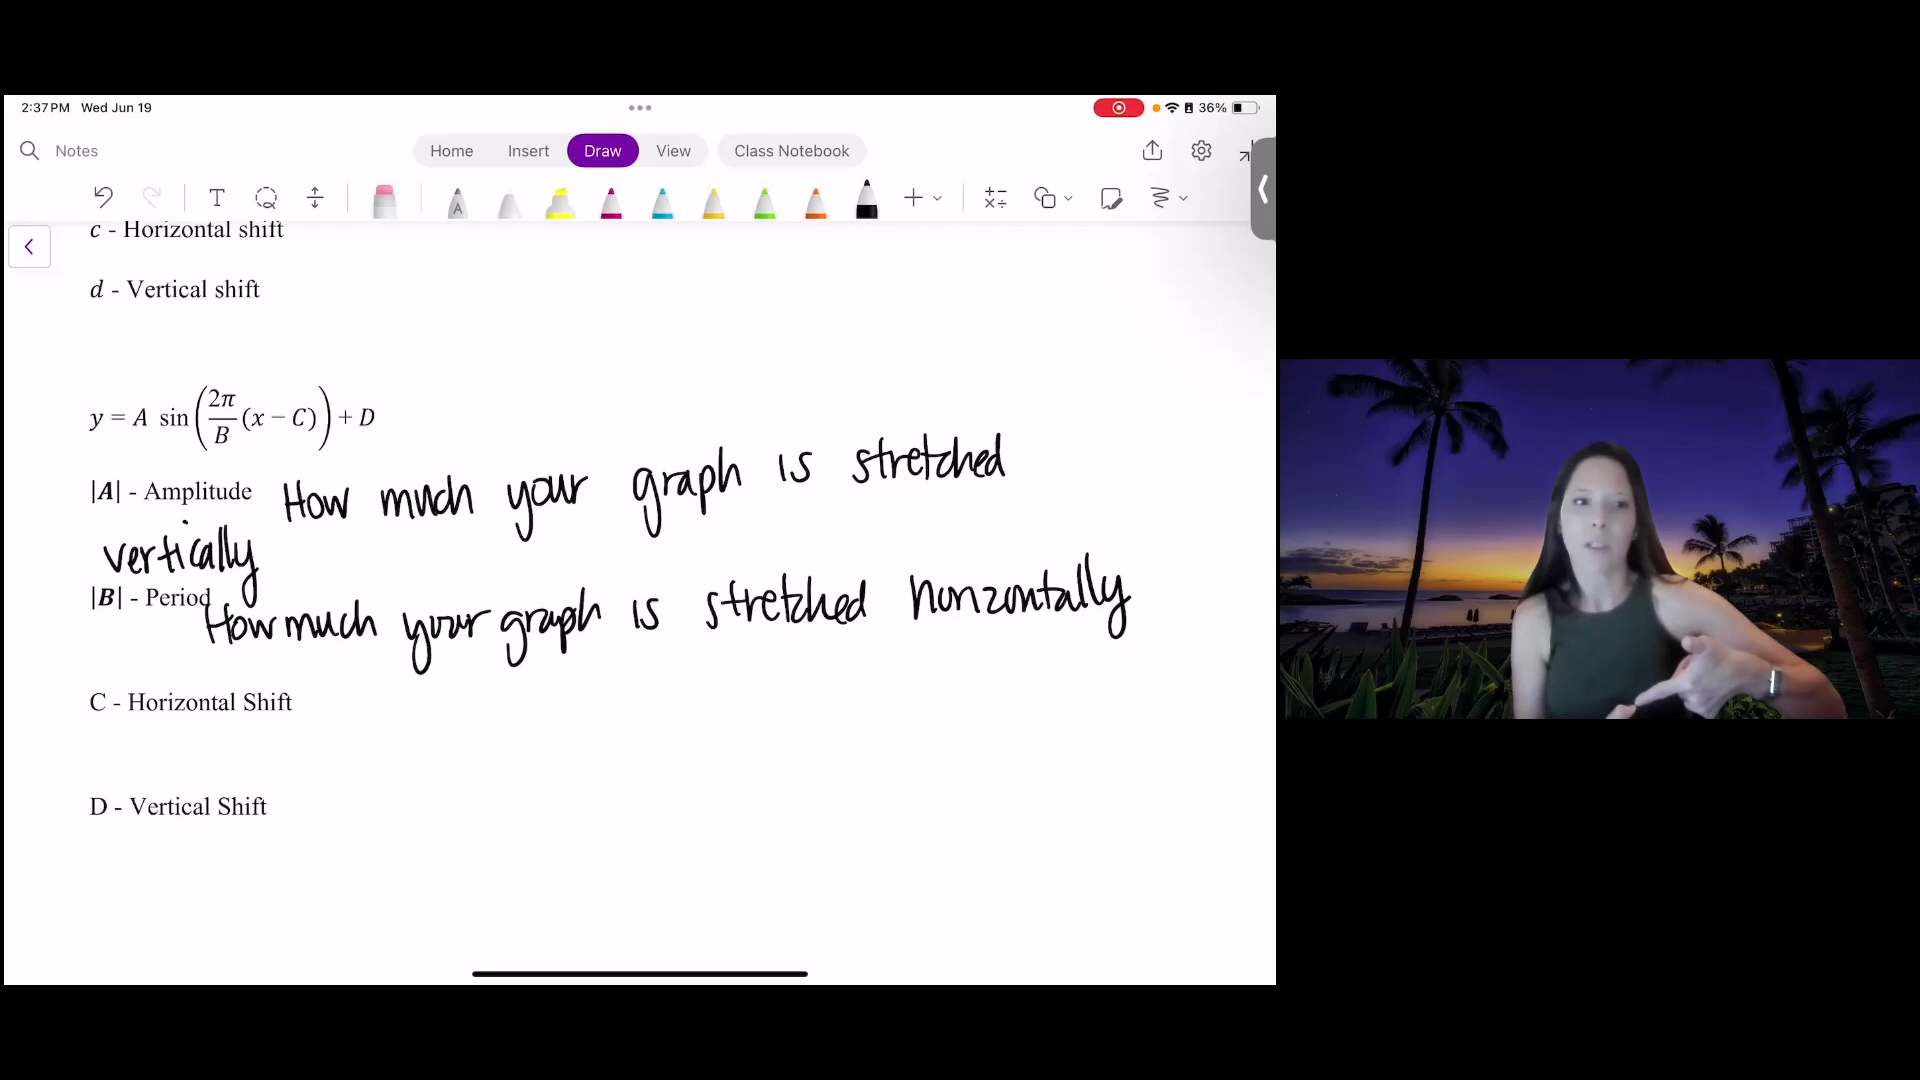 2:37 PM Wed Jun 19
36%
Notes
Home Insert Draw View Class Notebook
T
A
c - Horizontal shift
d - Vertical shift
y = A sin(2π/B (x − C)) + D
|A| - Amplitude How much your graph is stretched
vertically
|B| - Period
How much your graph is stretched horizontally
C - Horizontal Shift
D - Vertical Shift